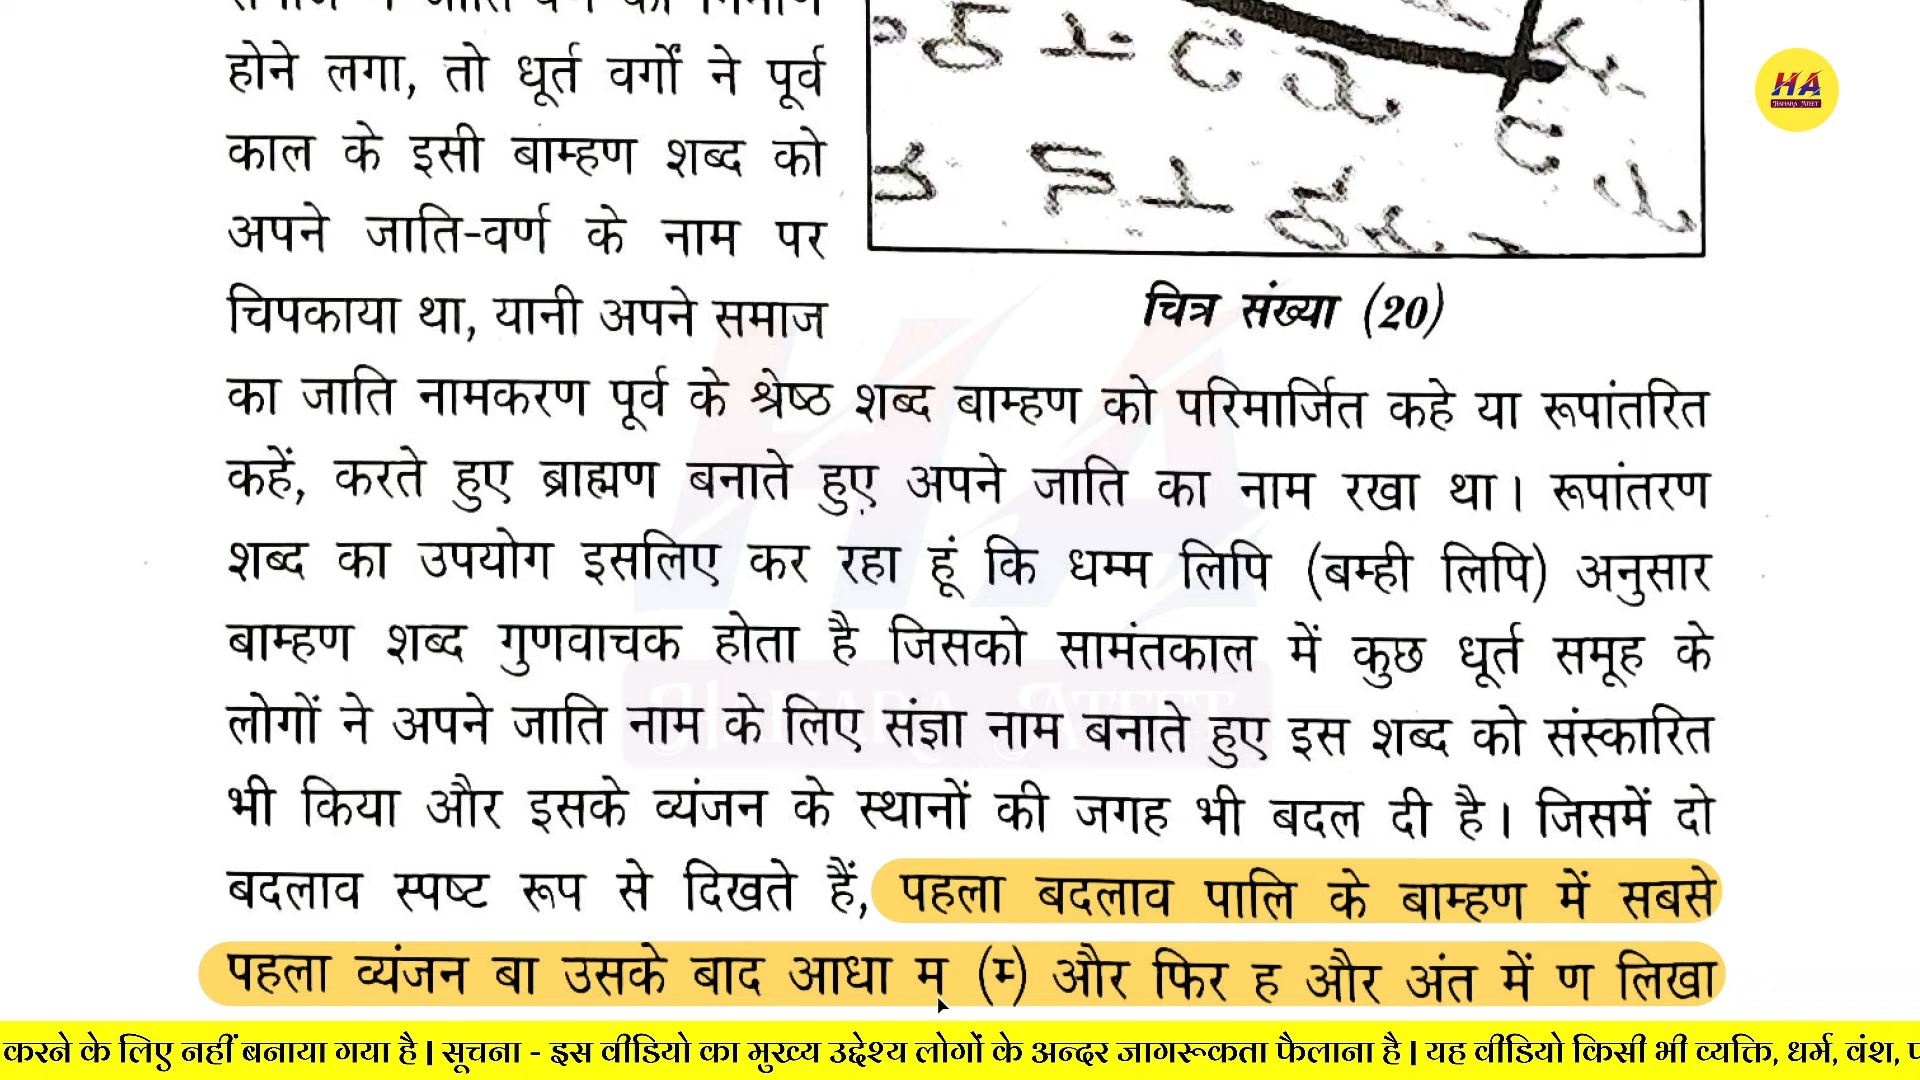 होने लगा, तो धूर्त वर्गों ने पूर्व
काल के इसी बाम्हण शब्द को
अपने जाति-वर्ण के नाम पर
चिपकाया था, यानी अपने समाज
चित्र संख्या (20)
का जाति नामकरण पूर्व के श्रेष्ठ शब्द बाम्हण को परिमार्जित कहे या रूपांतरित
कहें, करते हुए ब्राह्मण बनाते हुए अपने जाति का नाम रखा था। रूपांतरण
शब्द का उपयोग इसलिए कर रहा हूं कि धम्म लिपि (बम्ही लिपि) अनुसार
बाम्हण शब्द गुणवाचक होता है जिसको सामंतकाल में कुछ धूर्त समूह के
लोगों ने अपने जाति नाम के लिए संज्ञा नाम बनाते हुए इस शब्द को संस्कारित
भी किया और इसके व्यंजन के स्थानों की जगह भी बदल दी है। जिसमें दो
बदलाव स्पष्ट रूप से दिखते हैं, पहला बदलाव पालि के बाम्हण में सबसे
पहला व्यंजन बा उसके बाद आधा म (म्) और फिर ह और अंत में ण लिखा
HA
HAHARA ATEET
HAHARA ATEET
करने के लिए नहीं बनाया गया है | सूचना - इस वीडियो का मुख्य उद्देश्य लोगों के अन्दर जागरूकता फैलाना है | यह वीडियो किसी भी व्यक्ति, धर्म, वंश,